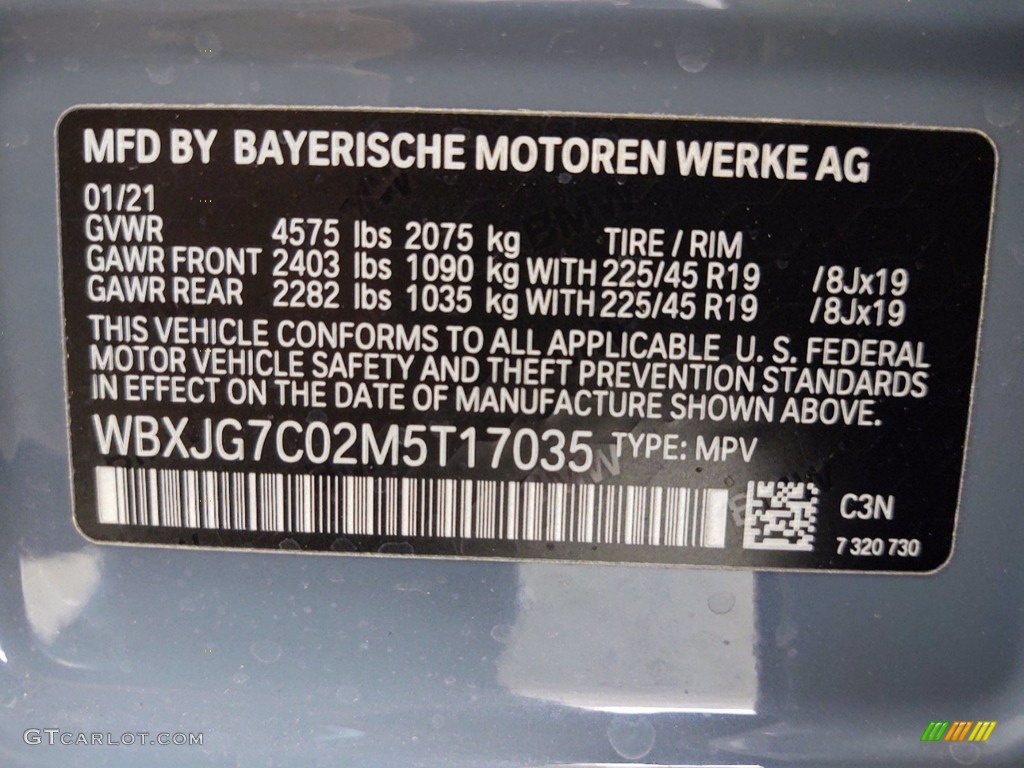 MFD BY BAYERISCHE MOTOREN WERKE AG
01/21
GVWR 4575 lbs 2075 kg TIRE / RIM
GAWR FRONT 2403 lbs 1090 kg WITH 225/45 R19 /8Jx19
GAWR REAR 2282 lbs 1035 kg WITH 225/45 R19 /8Jx19
THIS VEHICLE CONFORMS TO ALL APPLICABLE U. S. FEDERAL
MOTOR VEHICLE SAFETY AND THEFT PREVENTION STANDARDS
IN EFFECT ON THE DATE OF MANUFACTURE SHOWN ABOVE.
WBXJG7C02M5T17035 TYPE: MPV
C3N
7 320 730
GTCARLOT.COM